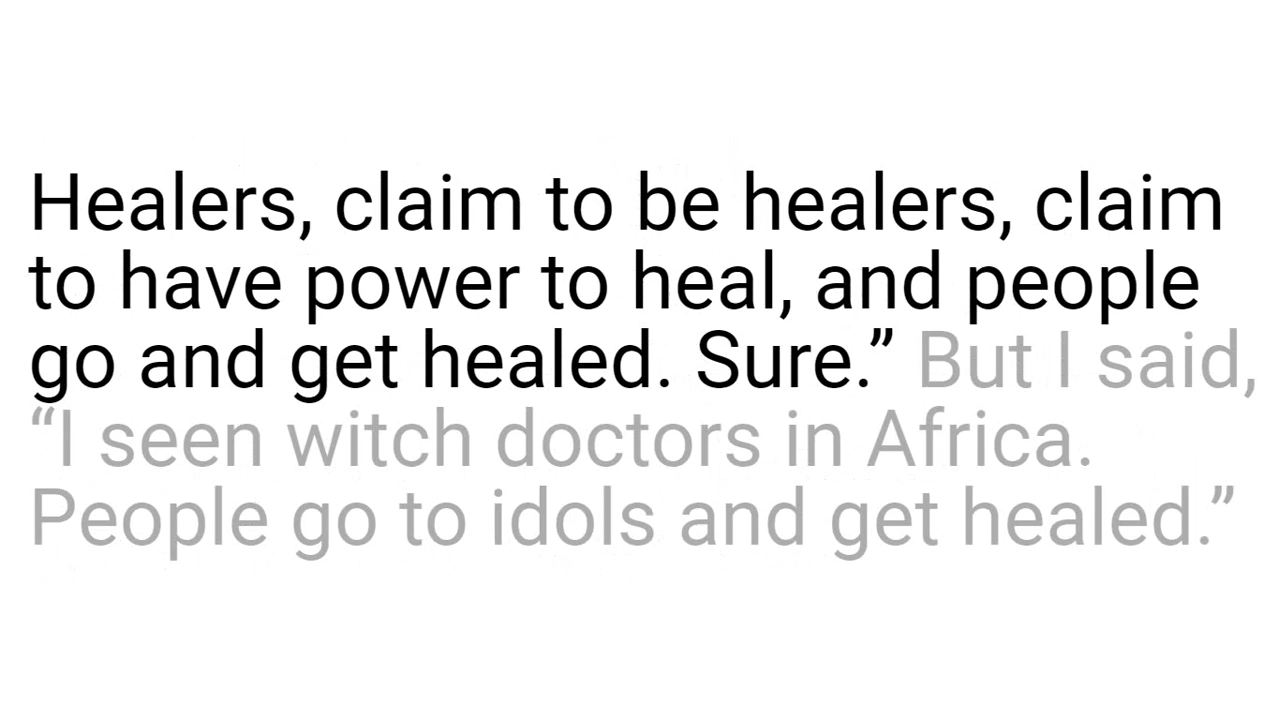 Healers, claim to be healers, claim
to have power to heal, and people
go and get healed. Sure.” But I said,
“I seen witch doctors in Africa.
People go to idols and get healed.”